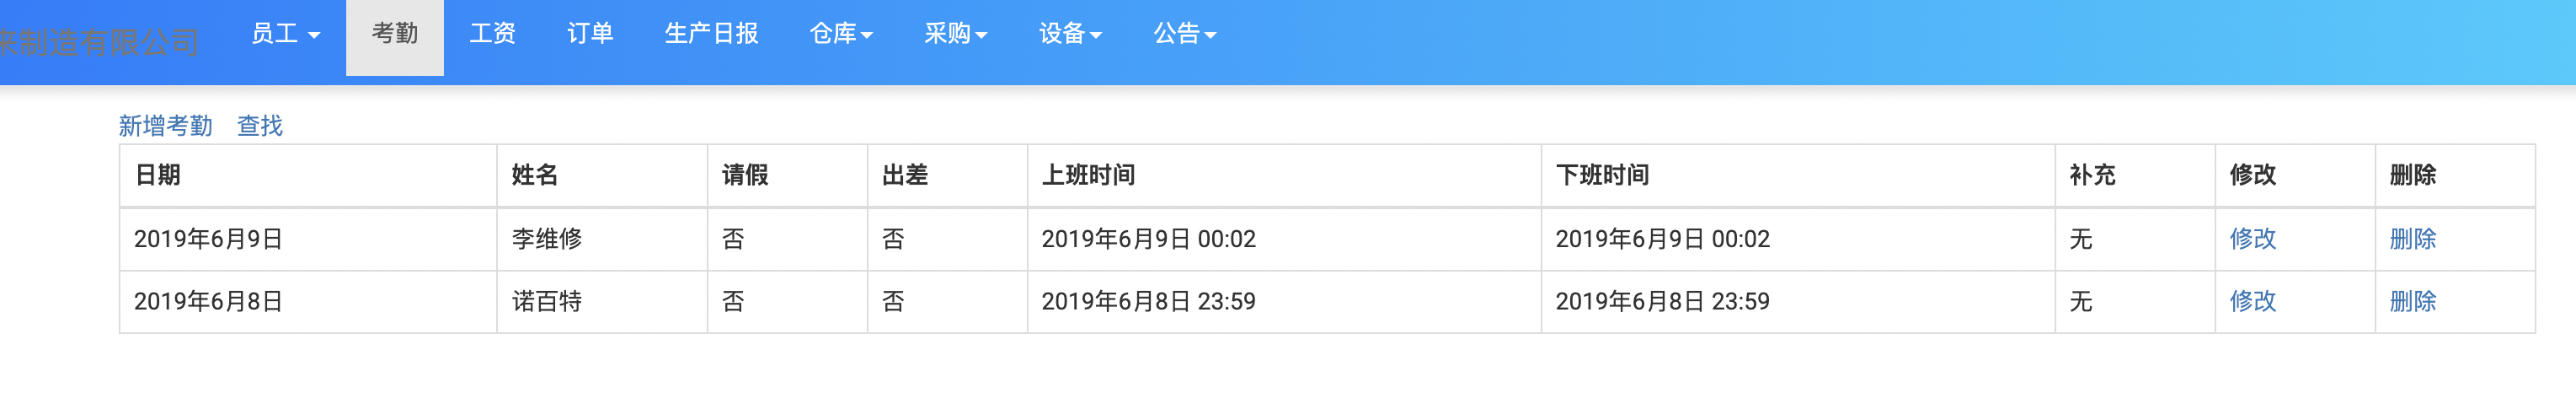 来制造有限公司 员工 考勤 工资 订单 生产日报 仓库 采购 设备 公告
新增考勤 查找
日期 姓名 请假 出差 上班时间 下班时间 补充 修改 删除
2019年6月9日 李维修 否 否 2019年6月9日 00:02 2019年6月9日 00:02 无 修改 删除
2019年6月8日 诺百特 否 否 2019年6月8日 23:59 2019年6月8日 23:59 无 修改 删除